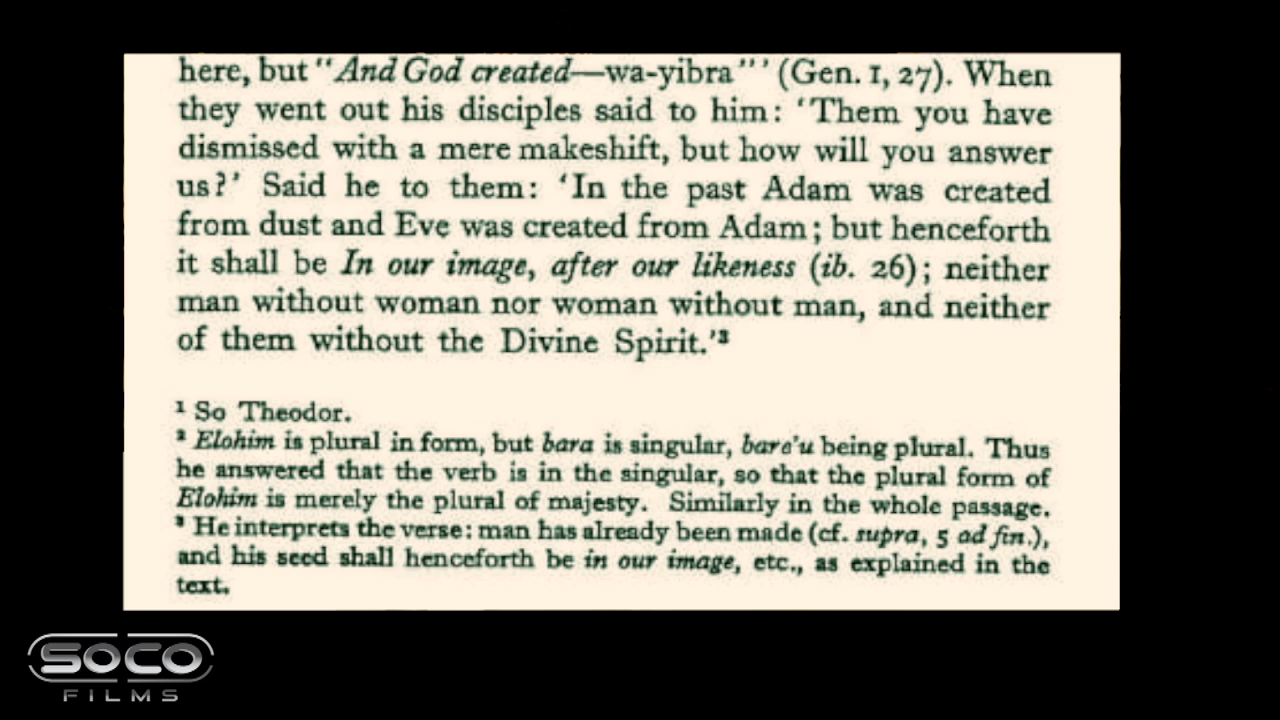 here, but “And God created—wa-yibra”’ (Gen. 1, 27). When
they went out his disciples said to him: ‘Them you have
dismissed with a mere makeshift, but how will you answer
us?’ Said he to them: ‘In the past Adam was created
from dust and Eve was created from Adam; but henceforth
it shall be In our image, after our likeness (ib. 26); neither
man without woman nor woman without man, and neither
of them without the Divine Spirit.’³
¹ So Theodor.
² Elohim is plural in form, but bara is singular, bare’u being plural. Thus
he answered that the verb is in the singular, so that the plural form of
Elohim is merely the plural of majesty. Similarly in the whole passage.
³ He interprets the verse: man has already been made (cf. supra, 5 ad fin.),
and his seed shall henceforth be in our image, etc., as explained in the
text.
SOCO
FILMS